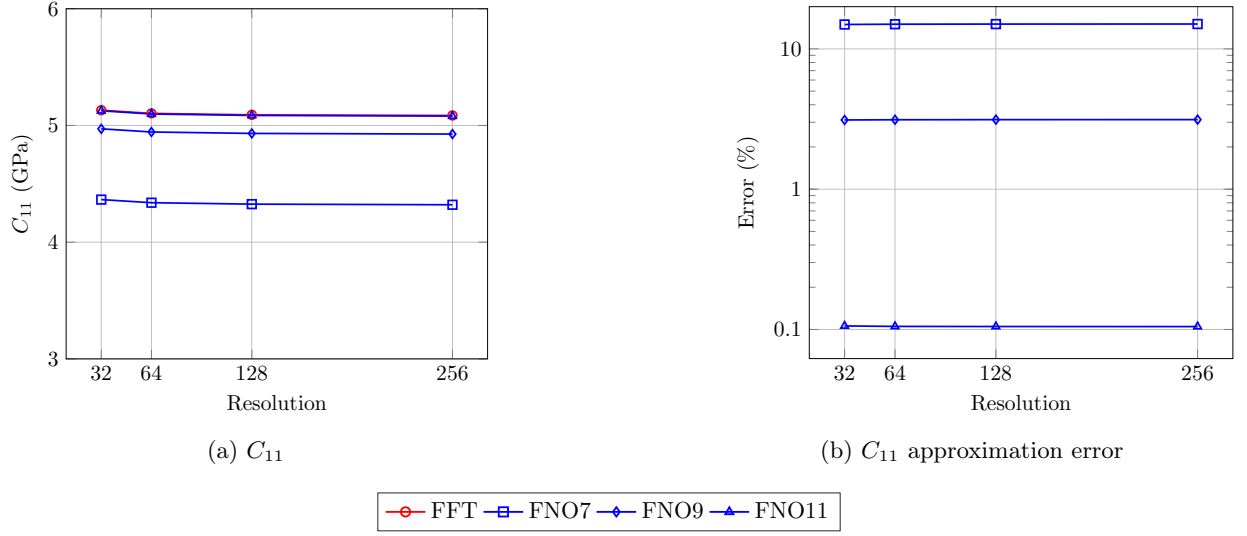 6
5
4
3
C₁₁ (GPa)
32 64 128 256
Resolution
(a) C₁₁
10
1
0.1
Error (%)
32 64 128 256
Resolution
(b) C₁₁ approximation error
FFT FNO7 FNO9 FNO11